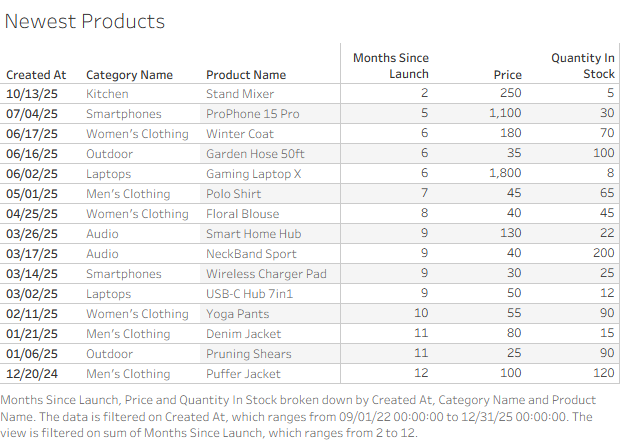 Newest Products
Months Since Quantity In
Created At Category Name Product Name Launch Price Stock
10/13/25 Kitchen Stand Mixer 2 250 5
07/04/25 Smartphones ProPhone 15 Pro 5 1,100 30
06/17/25 Women's Clothing Winter Coat 6 180 70
06/16/25 Outdoor Garden Hose 50ft 6 35 100
06/02/25 Laptops Gaming Laptop X 6 1,800 8
05/01/25 Men's Clothing Polo Shirt 7 45 65
04/25/25 Women's Clothing Floral Blouse 8 40 45
03/26/25 Audio Smart Home Hub 9 130 22
03/17/25 Audio NeckBand Sport 9 40 200
03/14/25 Smartphones Wireless Charger Pad 9 30 25
03/02/25 Laptops USB-C Hub 7in1 9 50 12
02/11/25 Women's Clothing Yoga Pants 10 55 90
01/21/25 Men's Clothing Denim Jacket 11 80 15
01/06/25 Outdoor Pruning Shears 11 25 90
12/20/24 Men's Clothing Puffer Jacket 12 100 120
Months Since Launch, Price and Quantity In Stock broken down by Created At, Category Name and Product
Name. The data is filtered on Created At, which ranges from 09/01/22 00:00:00 to 12/31/25 00:00:00. The
view is filtered on sum of Months Since Launch, which ranges from 2 to 12.